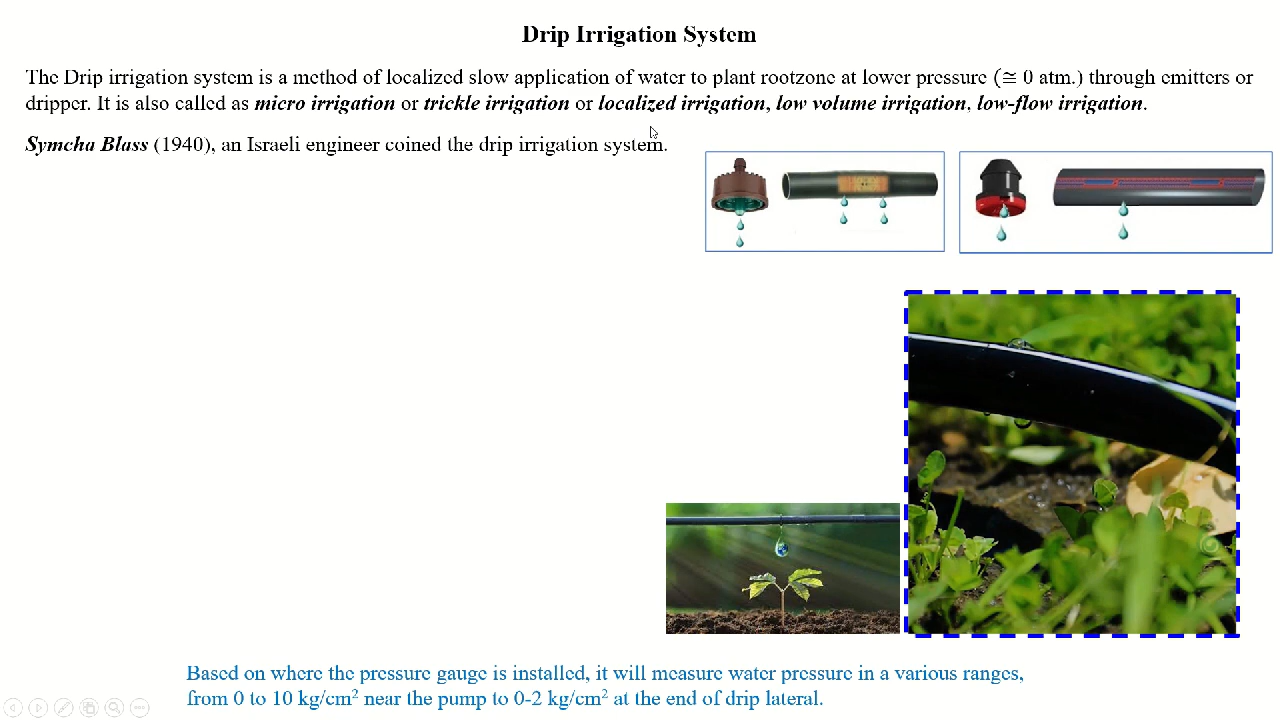 Drip Irrigation System
The Drip irrigation system is a method of localized slow application of water to plant rootzone at lower pressure (≅ 0 atm.) through emitters or
dripper. It is also called as micro irrigation or trickle irrigation or localized irrigation, low volume irrigation, low-flow irrigation.
Symcha Blass (1940), an Israeli engineer coined the drip irrigation system.
Based on where the pressure gauge is installed, it will measure water pressure in a various ranges,
from 0 to 10 kg/cm² near the pump to 0-2 kg/cm² at the end of drip lateral.